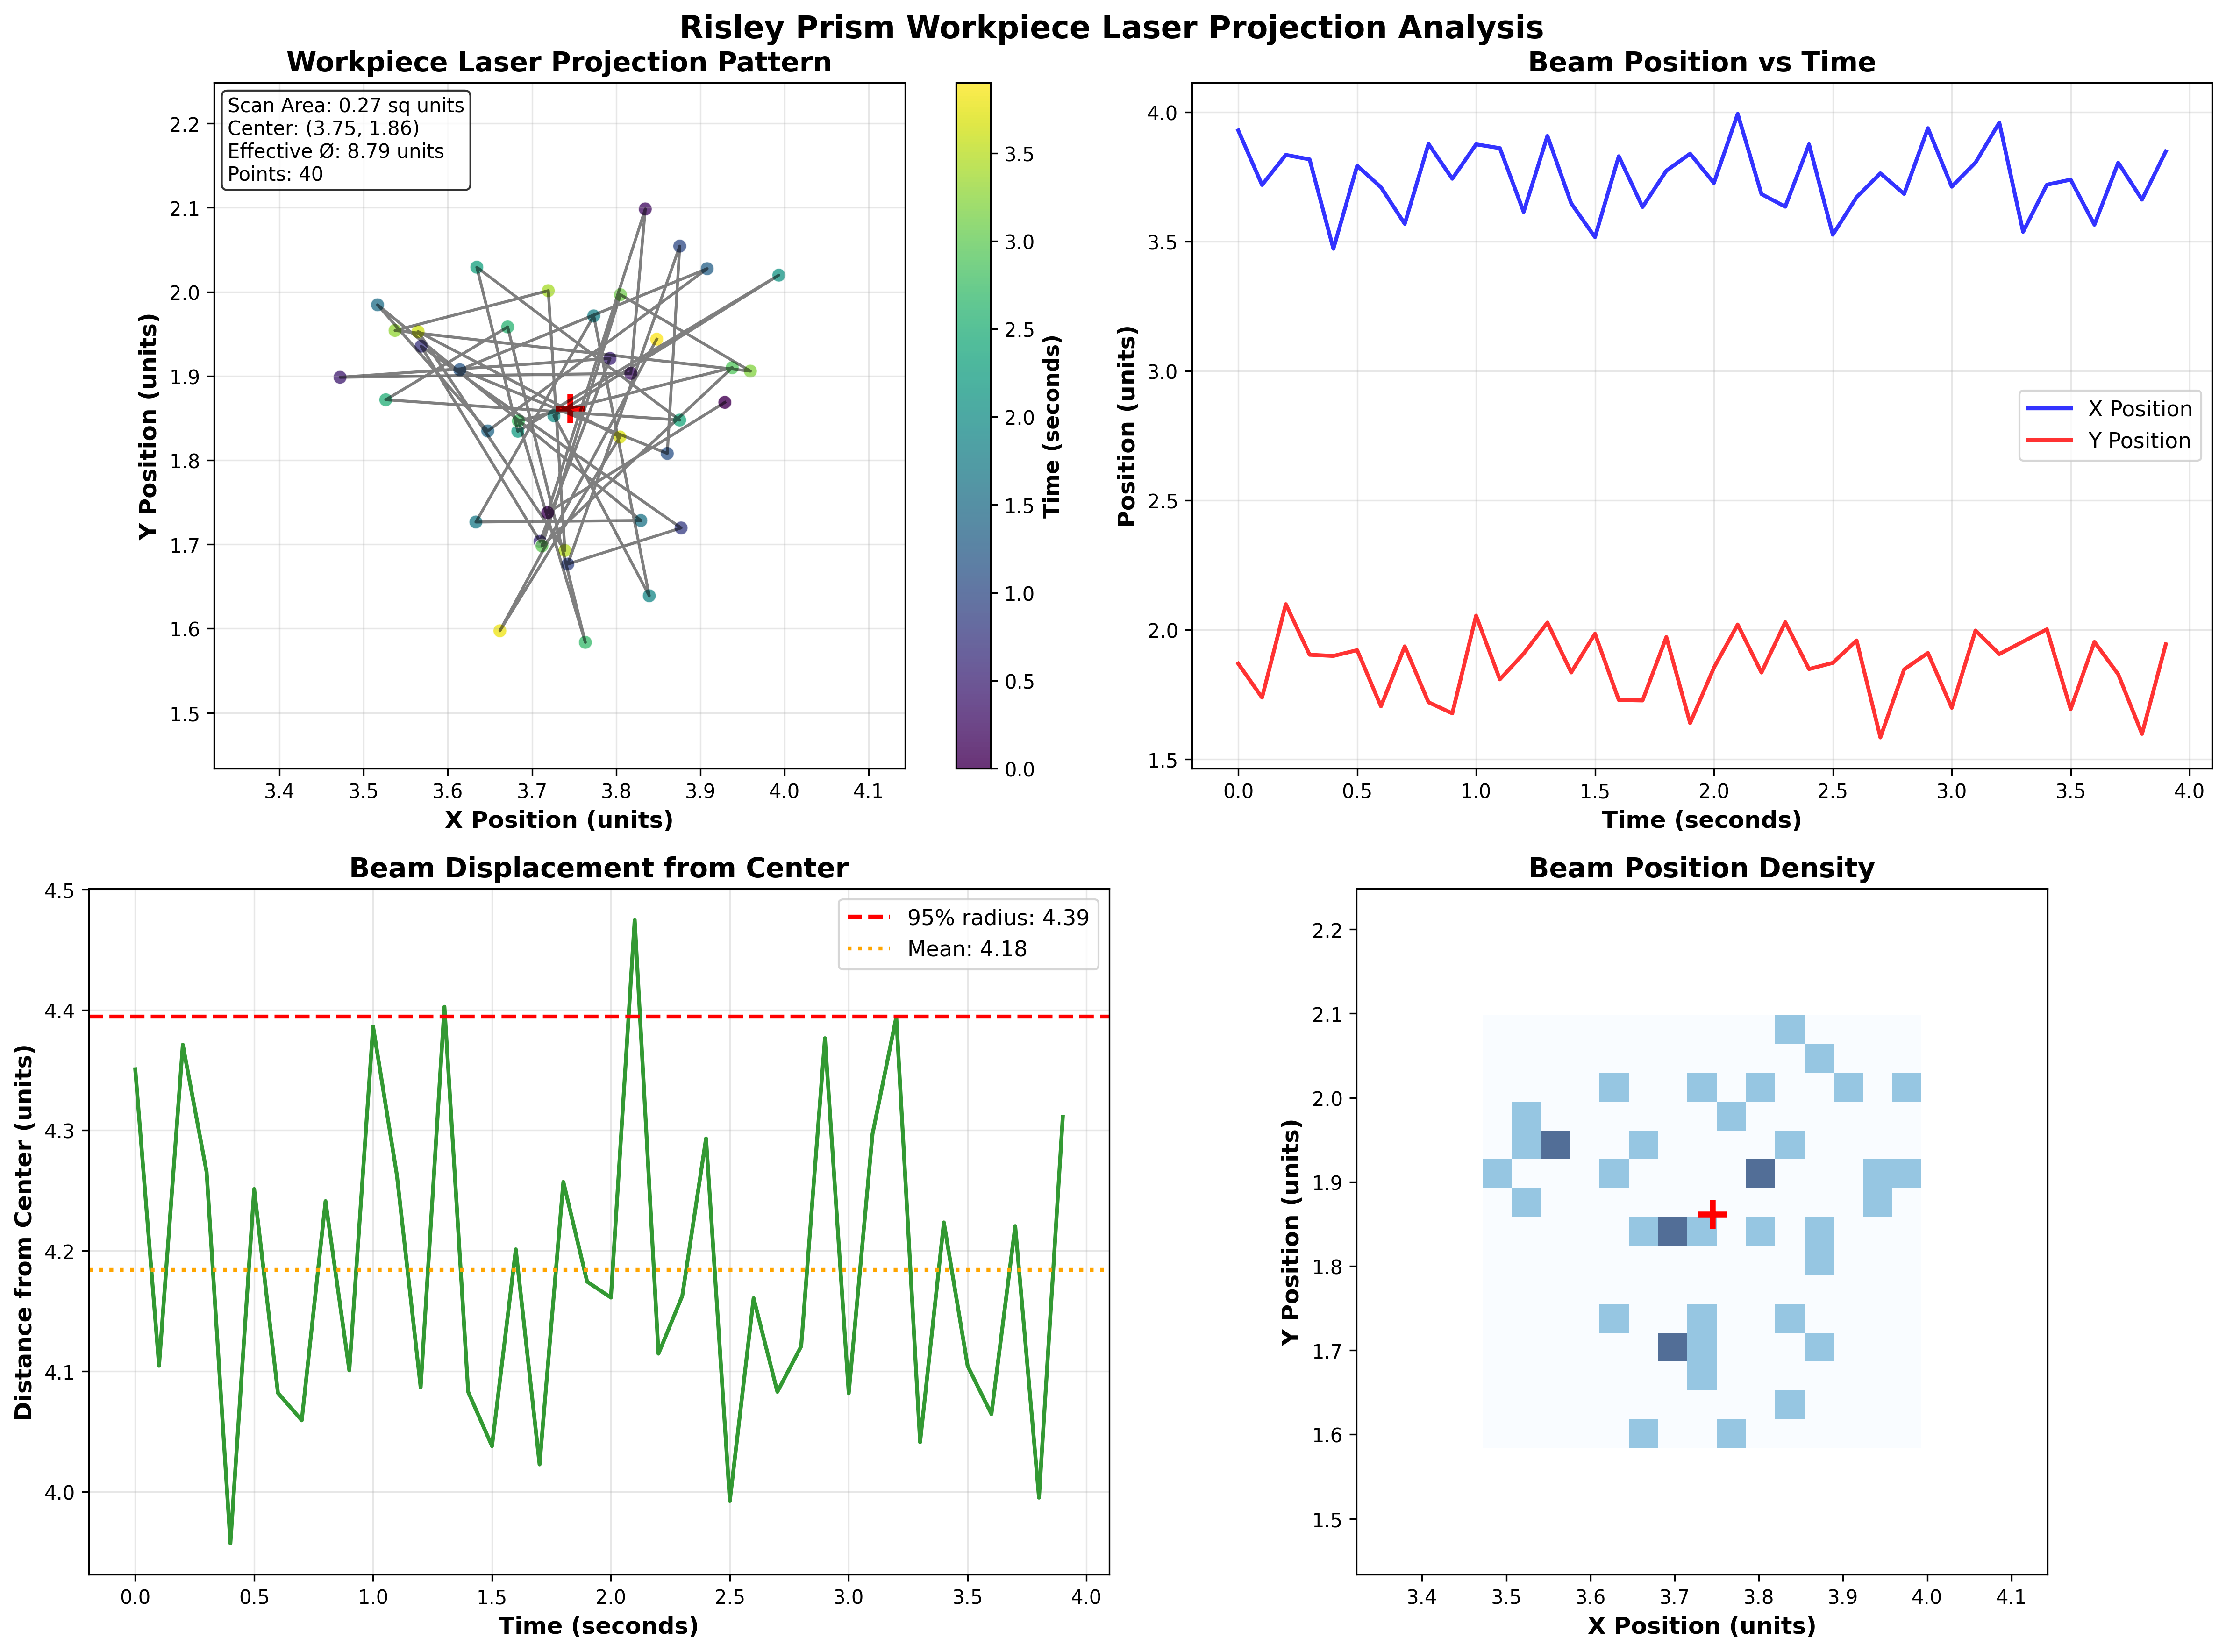 Risley Prism Workpiece Laser Projection Analysis
Workpiece Laser Projection Pattern
Scan Area: 0.27 sq units
Center: (3.75, 1.86)
Effective Ø: 8.79 units
Points: 40
Y Position (units)
2.2
2.1
2.0
1.9
1.8
1.7
1.6
1.5
3.4 3.5 3.6 3.7 3.8 3.9 4.0 4.1
X Position (units)
3.5
3.0
2.5
2.0
1.5
1.0
0.5
0.0
Time (seconds)
Beam Position vs Time
Position (units)
4.0
3.5
3.0
2.5
2.0
1.5
X Position
Y Position
0.0 0.5 1.0 1.5 2.0 2.5 3.0 3.5 4.0
Time (seconds)
Beam Displacement from Center
Distance from Center (units)
4.5
4.4
4.3
4.2
4.1
4.0
95% radius: 4.39
Mean: 4.18
0.0 0.5 1.0 1.5 2.0 2.5 3.0 3.5 4.0
Time (seconds)
Beam Position Density
Y Position (units)
2.2
2.1
2.0
1.9
1.8
1.7
1.6
1.5
3.4 3.5 3.6 3.7 3.8 3.9 4.0 4.1
X Position (units)